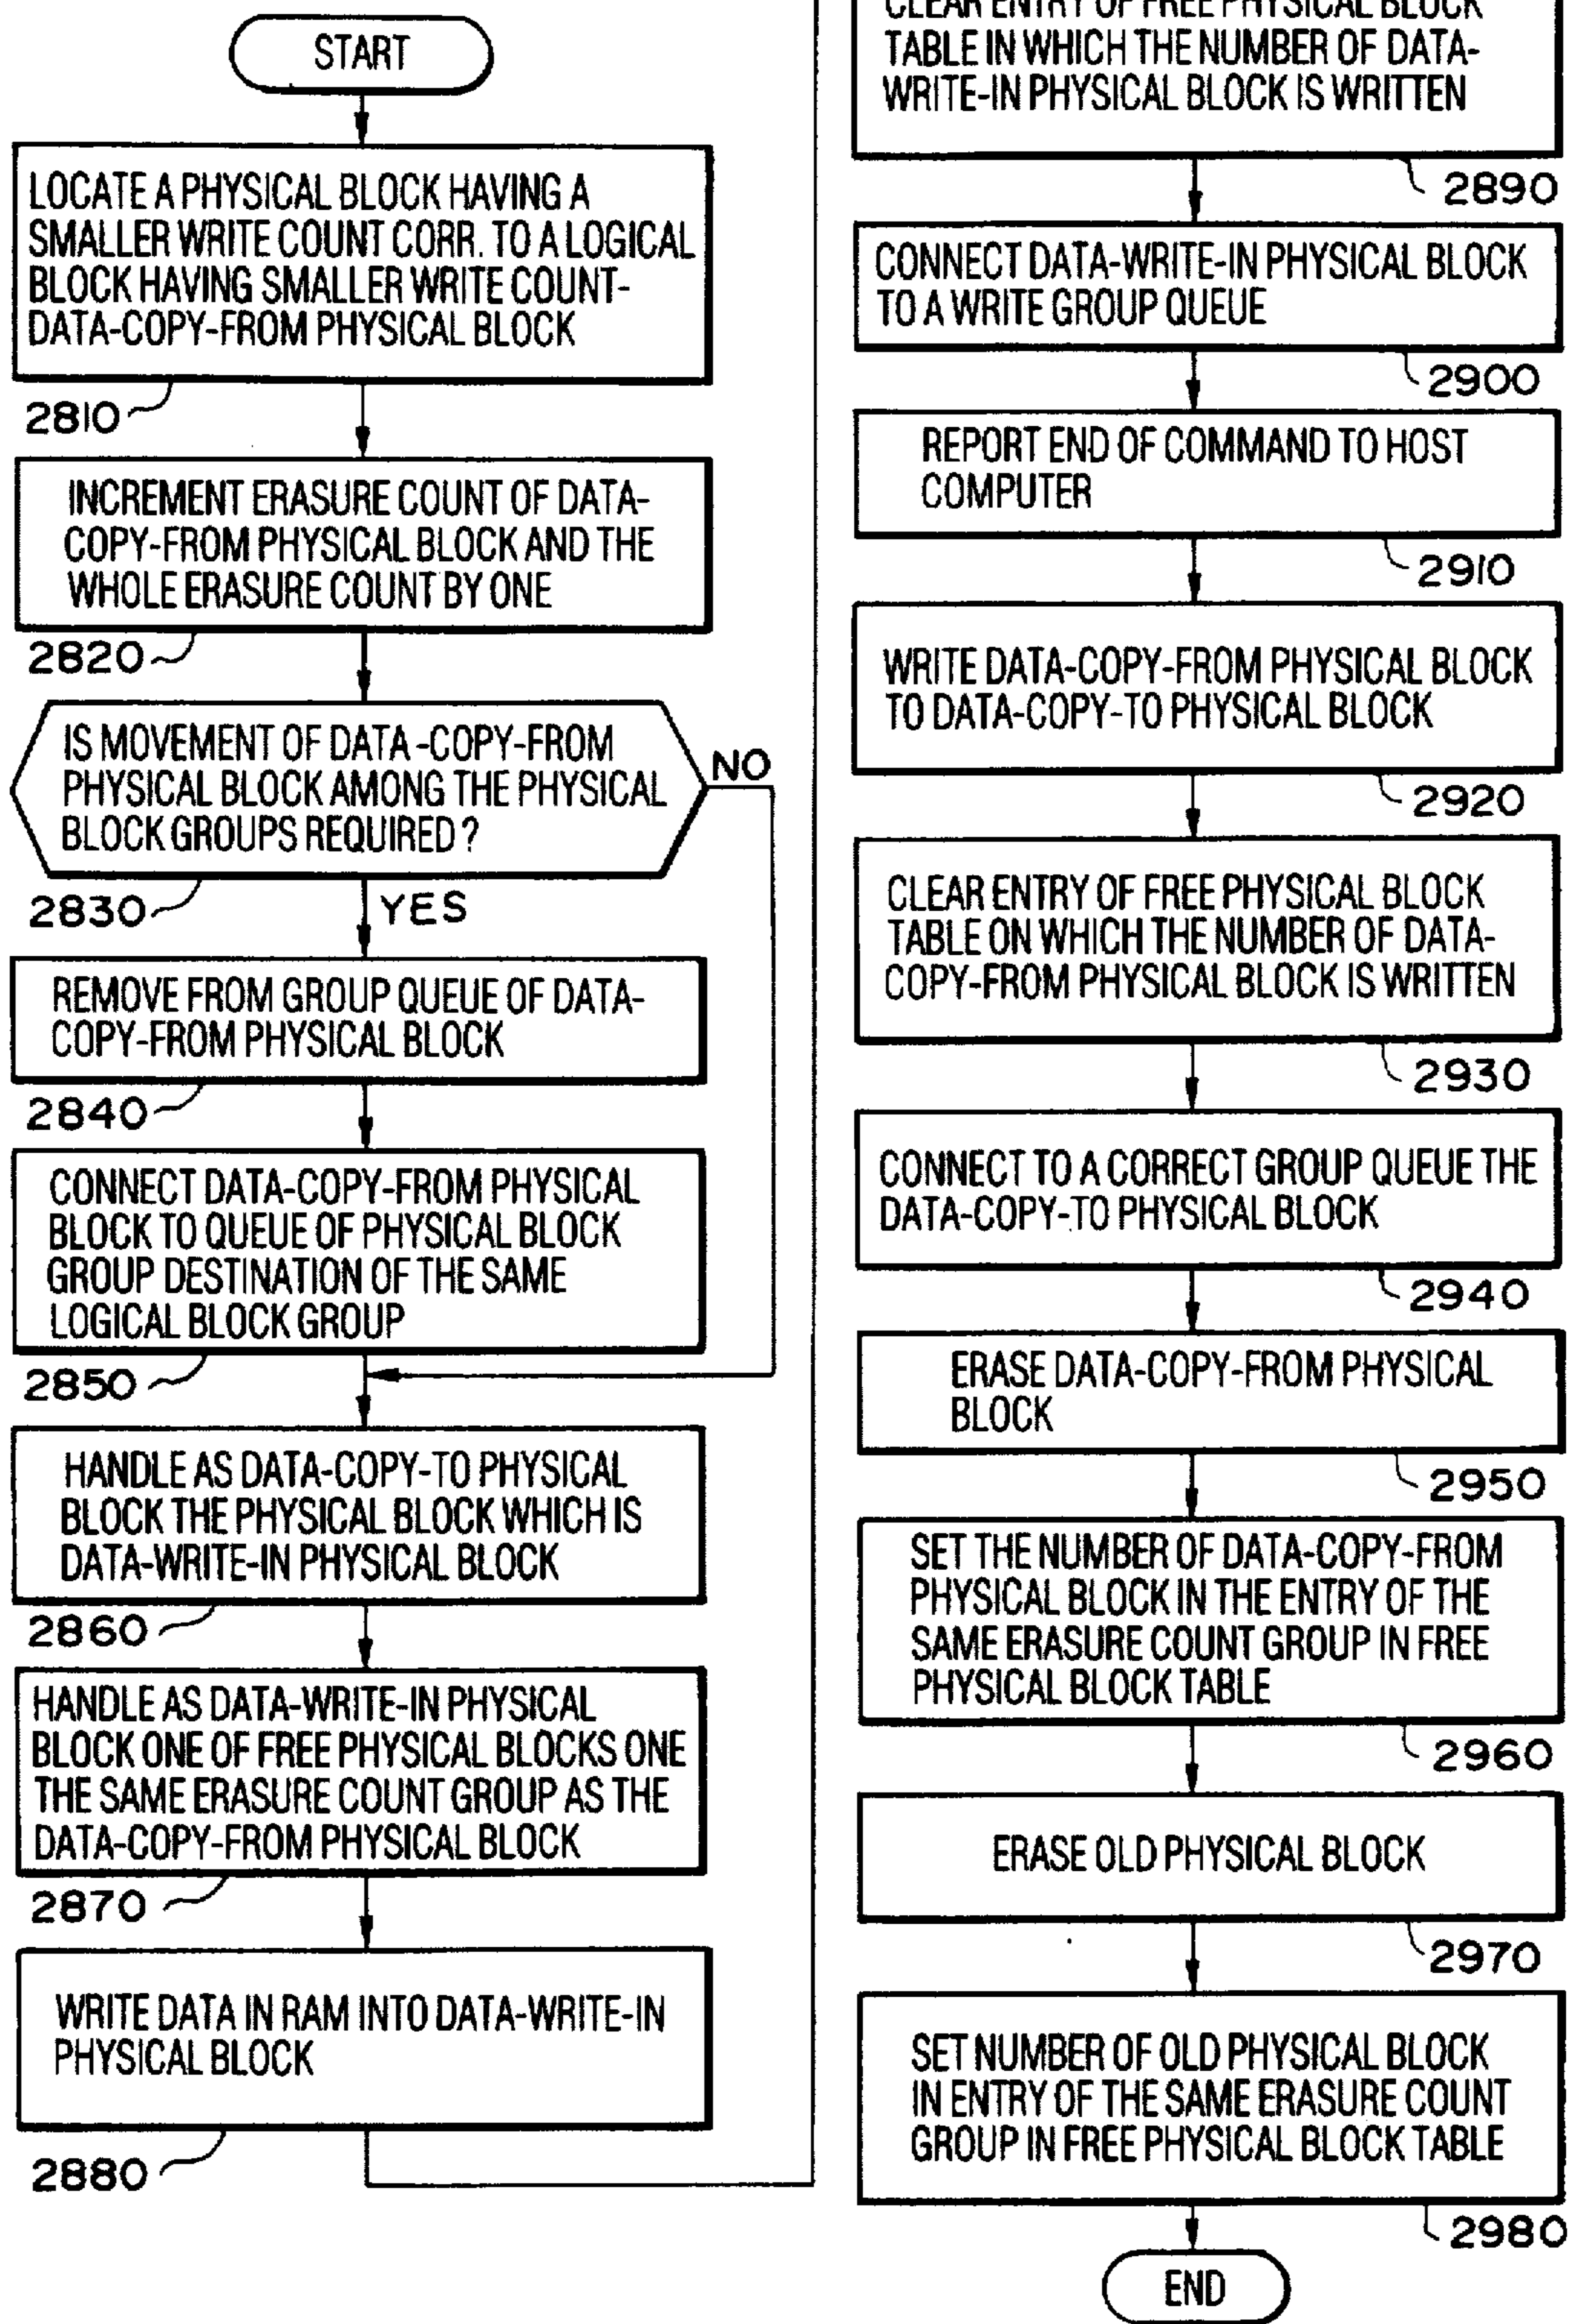 START
LOCATE A PHYSICAL BLOCK HAVING A
SMALLER WRITE COUNT CORR. TO A LOGICAL
BLOCK HAVING SMALLER WRITE COUNT-
DATA-COPY-FROM PHYSICAL BLOCK
2810
INCREMENT ERASURE COUNT OF DATA-
COPY-FROM PHYSICAL BLOCK AND THE
WHOLE ERASURE COUNT BY ONE
2820
IS MOVEMENT OF DATA-COPY-FROM
PHYSICAL BLOCK AMONG THE PHYSICAL
BLOCK GROUPS REQUIRED?
NO
2830
YES
REMOVE FROM GROUP QUEUE OF DATA-
COPY-FROM PHYSICAL BLOCK
2840
CONNECT DATA-COPY-FROM PHYSICAL
BLOCK TO QUEUE OF PHYSICAL BLOCK
GROUP DESTINATION OF THE SAME
LOGICAL BLOCK GROUP
2850
HANDLE AS DATA-COPY-TO PHYSICAL
BLOCK THE PHYSICAL BLOCK WHICH IS
DATA-WRITE-IN PHYSICAL BLOCK
2860
HANDLE AS DATA-WRITE-IN PHYSICAL
BLOCK ONE OF FREE PHYSICAL BLOCKS ONE
THE SAME ERASURE COUNT GROUP AS THE
DATA-COPY-FROM PHYSICAL BLOCK
2870
WRITE DATA IN RAM INTO DATA-WRITE-IN
PHYSICAL BLOCK
2880
CLEAR ENTRY OF FREE PHYSICAL BLOCK
TABLE IN WHICH THE NUMBER OF DATA-
WRITE-IN PHYSICAL BLOCK IS WRITTEN
2890
CONNECT DATA-WRITE-IN PHYSICAL BLOCK
TO A WRITE GROUP QUEUE
2900
REPORT END OF COMMAND TO HOST
COMPUTER
2910
WRITE DATA-COPY-FROM PHYSICAL BLOCK
TO DATA-COPY-TO PHYSICAL BLOCK
2920
CLEAR ENTRY OF FREE PHYSICAL BLOCK
TABLE ON WHICH THE NUMBER OF DATA-
COPY-FROM PHYSICAL BLOCK IS WRITTEN
2930
CONNECT TO A CORRECT GROUP QUEUE THE
DATA-COPY-TO PHYSICAL BLOCK
2940
ERASE DATA-COPY-FROM PHYSICAL
BLOCK
2950
SET THE NUMBER OF DATA-COPY-FROM
PHYSICAL BLOCK IN THE ENTRY OF THE
SAME ERASURE COUNT GROUP IN FREE
PHYSICAL BLOCK TABLE
2960
ERASE OLD PHYSICAL BLOCK
2970
SET NUMBER OF OLD PHYSICAL BLOCK
IN ENTRY OF THE SAME ERASURE COUNT
GROUP IN FREE PHYSICAL BLOCK TABLE
2980
END